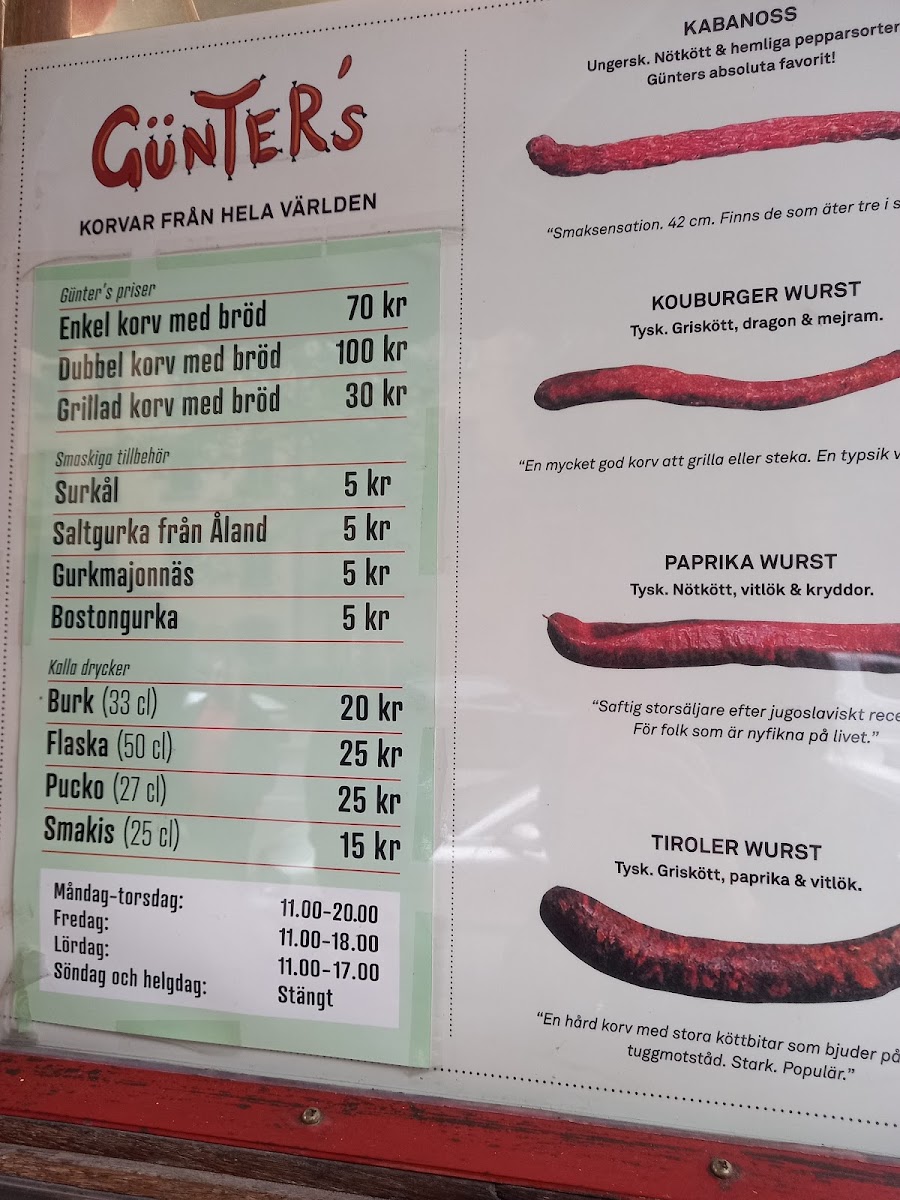 GÜNTER'S
KORVAR FRÅN HELA VÄRLDEN
Günter's priser
Enkel korv med bröd 70 kr
Dubbel korv med bröd 100 kr
Grillad korv med bröd 30 kr
Smaskiga tillbehör
Surkål 5 kr
Saltgurka från Åland 5 kr
Gurkmajonnäs 5 kr
Bostongurka 5 kr
Kalla drycker
Burk (33 cl) 20 kr
Flaska (50 cl) 25 kr
Pucko (27 cl) 25 kr
Smakis (25 cl) 15 kr
Måndag-torsdag: 11.00-20.00
Fredag: 11.00-18.00
Lördag: 11.00-17.00
Söndag och helgdag: Stängt
KABANOSS
Ungersk. Nötkött & hemliga pepparsorter
Günters absoluta favorit!
"Smaksensation. 42 cm. Finns de som äter tre i
KOUBURGER WURST
Tysk. Griskött, dragon & mejram.
"En mycket god korv att grilla eller steka. En typsik
PAPRIKA WURST
Tysk. Nötkött, vitlök & kryddor.
"Saftig storsäljare efter jugoslaviskt
För folk som är nyfikna på livet."
TIROLER WURST
Tysk. Griskött, paprika & vitlök.
"En hård korv med stora köttbitar som bjuder på
tuggmotståd. Stark. Populär."